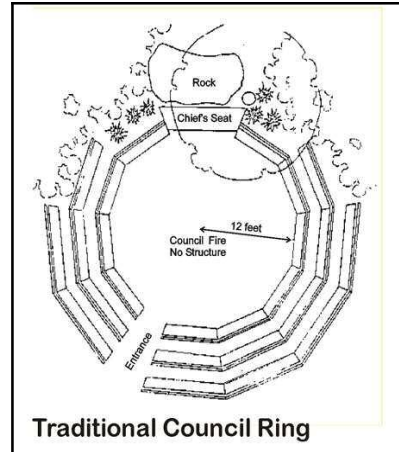 Rock
Chief's Seat
12 feet
Council Fire
No Structure
Entrance
Traditional Council Ring